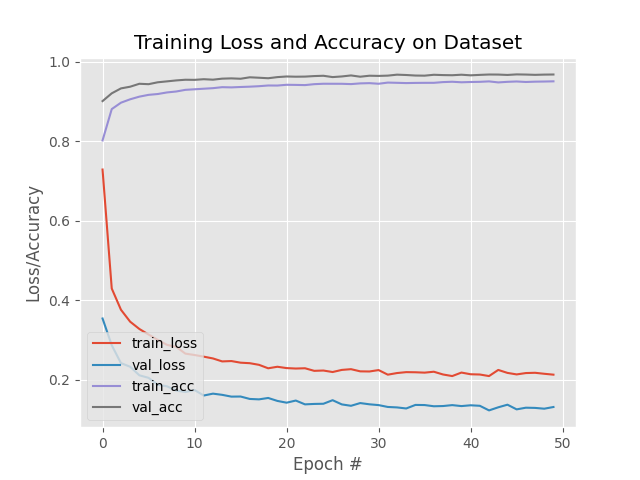 Training Loss and Accuracy on Dataset
1.0
0.8
0.6
0.4
0.2
Loss/Accuracy
train_loss
val_loss
train_acc
val_acc
0
10
20
30
40
50
Epoch #